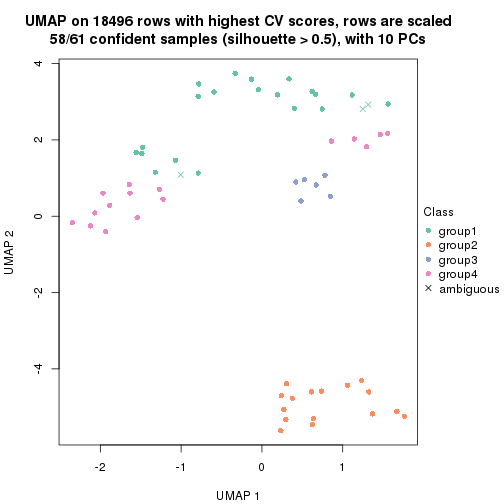 UMAP on 18496 rows with highest CV scores, rows are scaled
58/61 confident samples (silhouette > 0.5), with 10 PCs
4
2
0
-2
-4
UMAP 2
-2
-1
0
1
UMAP 1
Class
group1
group2
group3
group4
ambiguous